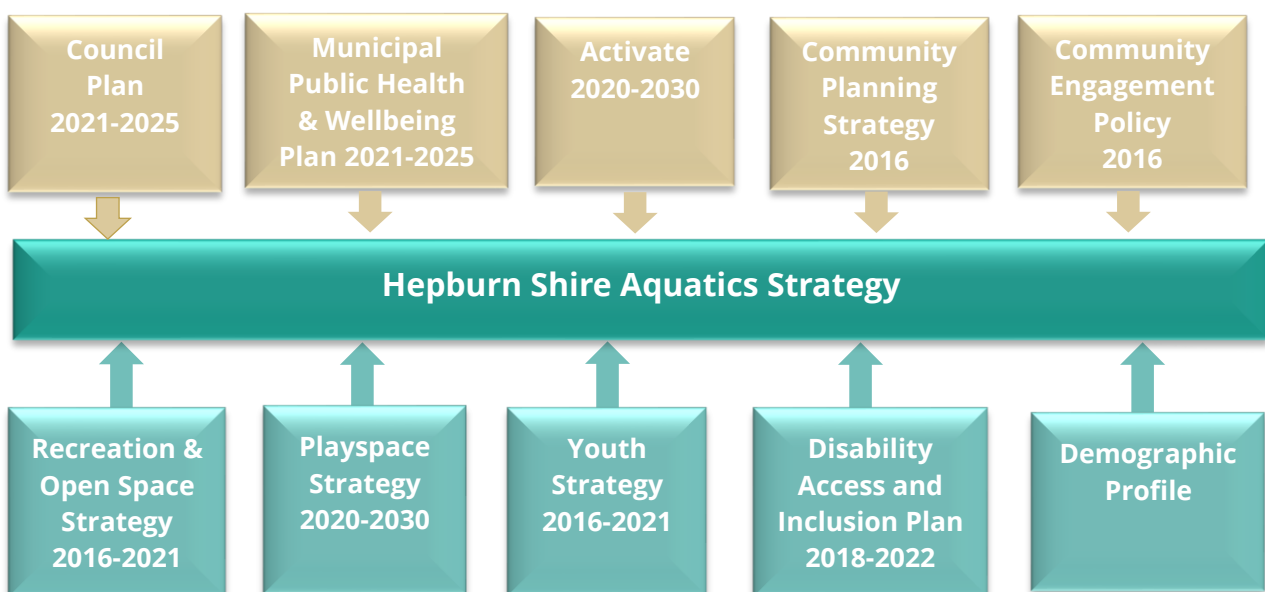 Council
Plan
2021-2025
Municipal
Public Health
& Wellbeing
Plan 2021-2025
Activate
2020-2030
Community
Planning
Strategy
2016
Community
Engagement
Policy
2016
Hepburn Shire Aquatics Strategy
Recreation &
Open Space
Strategy
2016-2021
Playspace
Strategy
2020-2030
Youth
Strategy
2016-2021
Disability
Access and
Inclusion Plan
2018-2022
Demographic
Profile